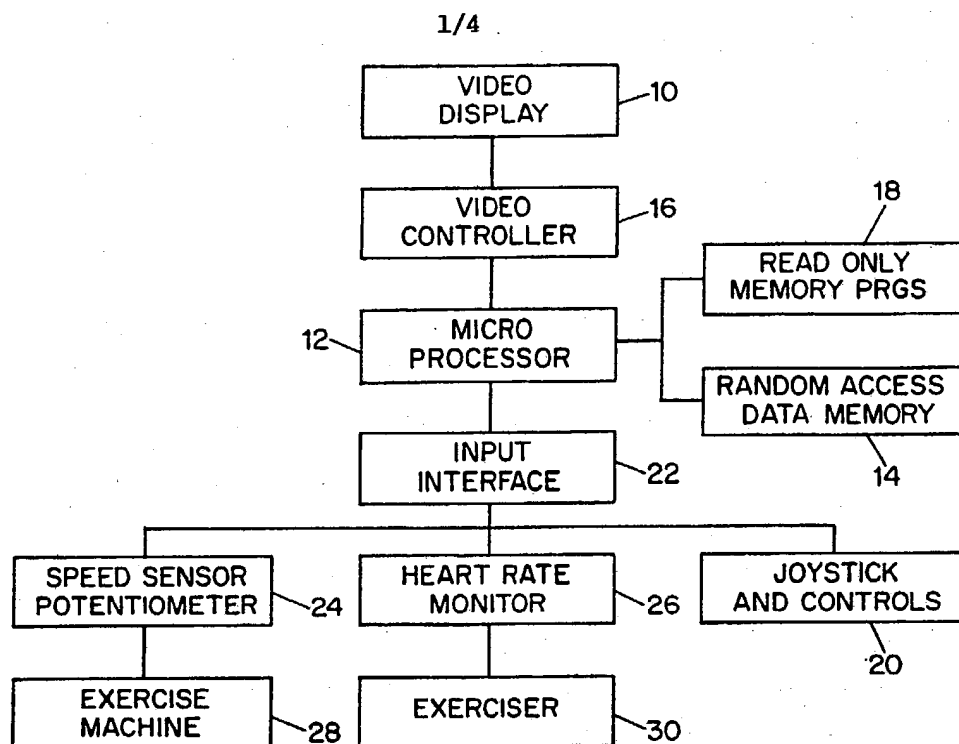 1/4
VIDEO
DISPLAY
10
VIDEO
CONTROLLER
16
18
READ ONLY
MEMORY PRGS
12
MICRO
PROCESSOR
RANDOM ACCESS
DATA MEMORY
14
INPUT
INTERFACE
22
SPEED SENSOR
POTENTIOMETER
24
HEART RATE
MONITOR
26
JOYSTICK
AND CONTROLS
20
EXERCISE
MACHINE
28
EXERCISER
30